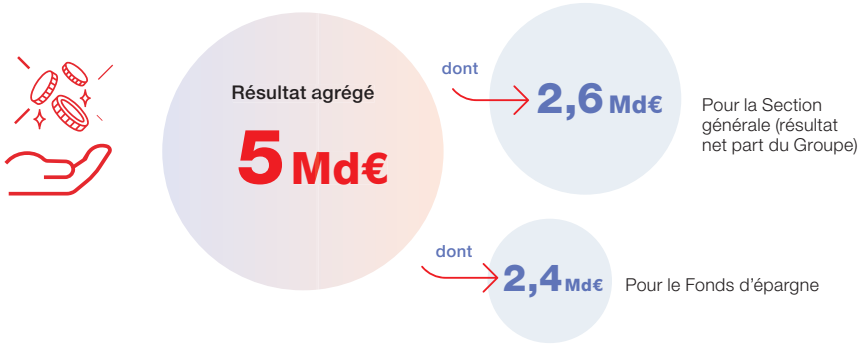 Résultat agrégé
5 Md€
dont
2,6 Md€
Pour la Section
générale (résultat
net part du Groupe)
dont
2,4 Md€
Pour le Fonds d’épargne